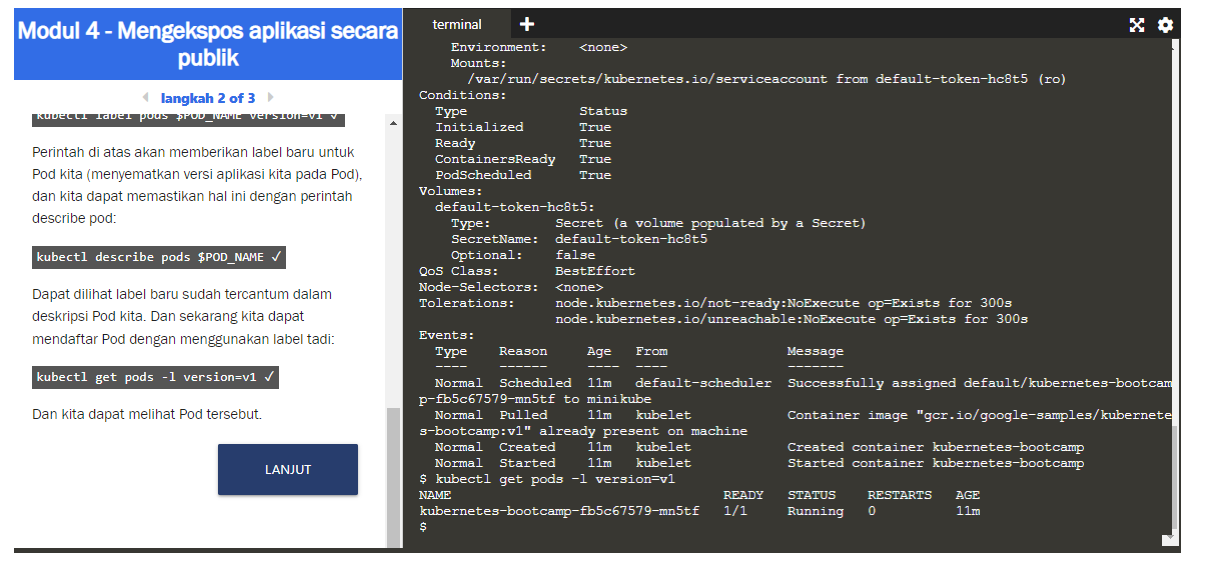 Modul 4 - Mengekspos aplikasi secara
publik
langkah 2 of 3
kubectl label pods $POD_NAME version=v1 ✓
Perintah di atas akan memberikan label baru untuk
Pod kita (menyematkan versi aplikasi kita pada Pod),
dan kita dapat memastikan hal ini dengan perintah
describe pod:
kubectl describe pods $POD_NAME ✓
Dapat dilihat label baru sudah tercantum dalam
deskripsi Pod kita. Dan sekarang kita dapat
mendaftar Pod dengan menggunakan label tadi:
kubectl get pods -l version=v1 ✓
Dan kita dapat melihat Pod tersebut.
LANJUT
terminal +
Environment: <none>
Mounts:
/var/run/secrets/kubernetes.io/serviceaccount from default-token-hc8t5 (ro)
Conditions:
Type Status
Initialized True
Ready True
ContainersReady True
PodScheduled True
Volumes:
default-token-hc8t5:
Type: Secret (a volume populated by a Secret)
SecretName: default-token-hc8t5
Optional: false
QoS Class: BestEffort
Node-Selectors: <none>
Tolerations: node.kubernetes.io/not-ready:NoExecute op=Exists for 300s
node.kubernetes.io/unreachable:NoExecute op=Exists for 300s
Events:
Type Reason Age From Message
---- ------ ---- ---- -------
Normal Scheduled 11m default-scheduler Successfully assigned default/kubernetes-bootcam
p-fb5c67579-mn5tf to minikube
Normal Pulled 11m kubelet Container image "gcr.io/google-samples/kubernete
s-bootcamp:v1" already present on machine
Normal Created 11m kubelet Created container kubernetes-bootcamp
Normal Started 11m kubelet Started container kubernetes-bootcamp
$ kubectl get pods -l version=v1
NAME READY STATUS RESTARTS AGE
kubernetes-bootcamp-fb5c67579-mn5tf 1/1 Running 0 11m
$